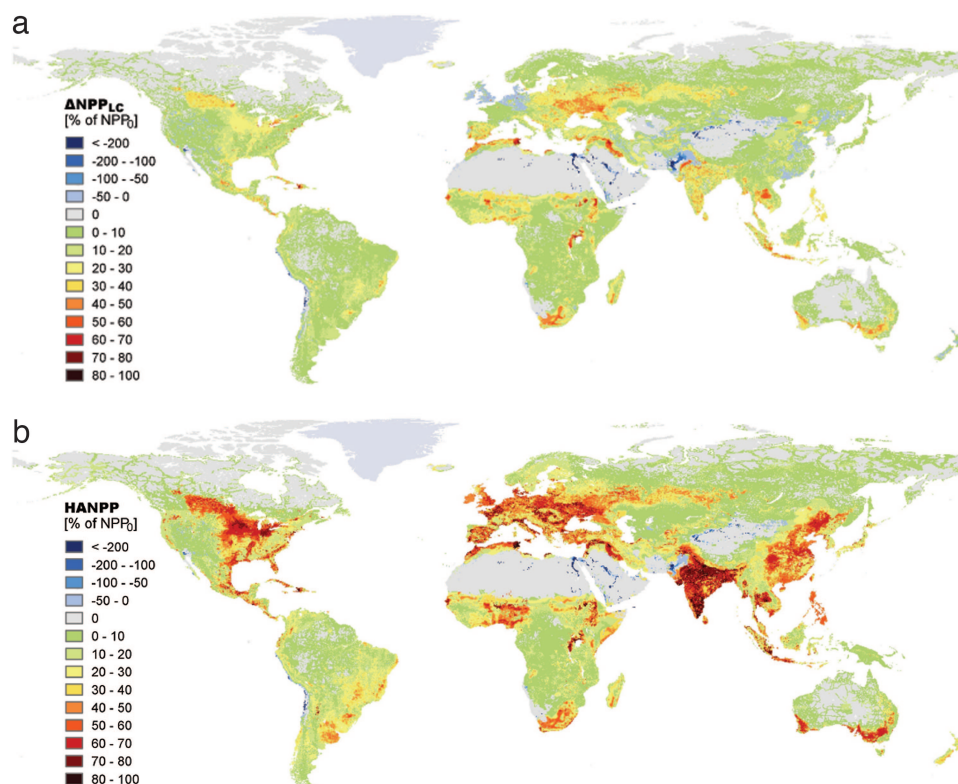 a
ΔNPPLC
[% of NPP0]
< -200
-200 - -100
-100 - -50
-50 - 0
0
0 - 10
10 - 20
20 - 30
30 - 40
40 - 50
50 - 60
60 - 70
70 - 80
80 - 100
b
HANPP
[% of NPP0]
< -200
-200 - -100
-100 - -50
-50 - 0
0
0 - 10
10 - 20
20 - 30
30 - 40
40 - 50
50 - 60
60 - 70
70 - 80
80 - 100